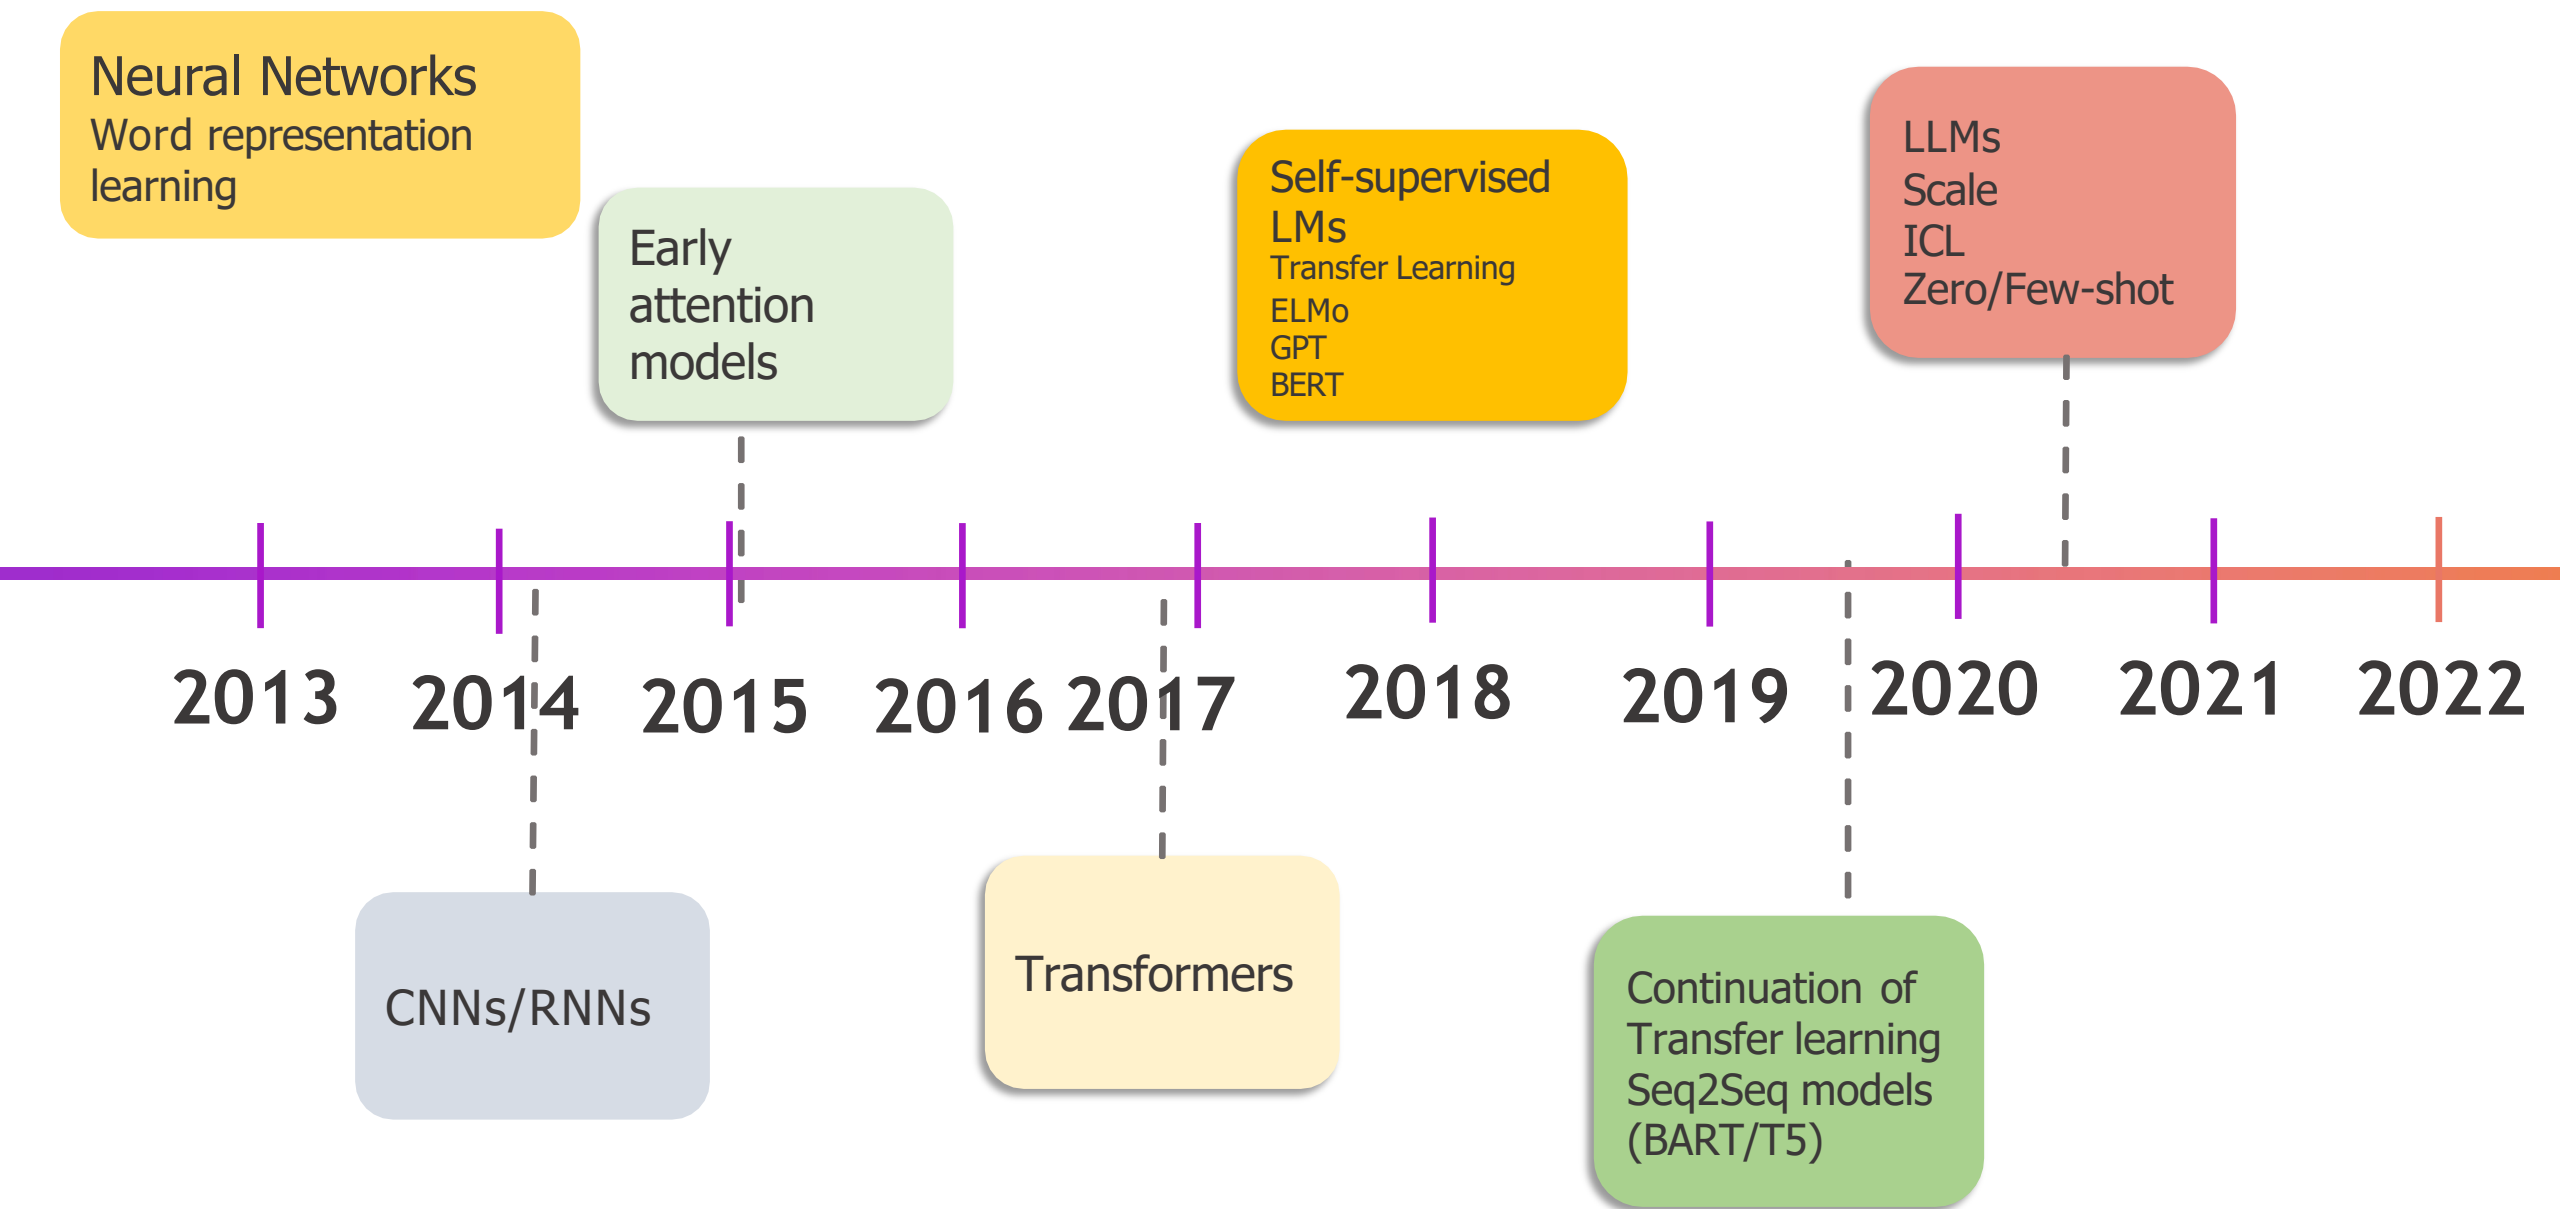 Neural Networks
Word representation
learning
Early
attention
models
Self-supervised
LMs
Transfer Learning
ELMo
GPT
BERT
LLMs
Scale
ICL
Zero/Few-shot
2013
2014
2015
2016
2017
2018
2019
2020
2021
2022
CNNs/RNNs
Transformers
Continuation of
Transfer learning
Seq2Seq models
(BART/T5)